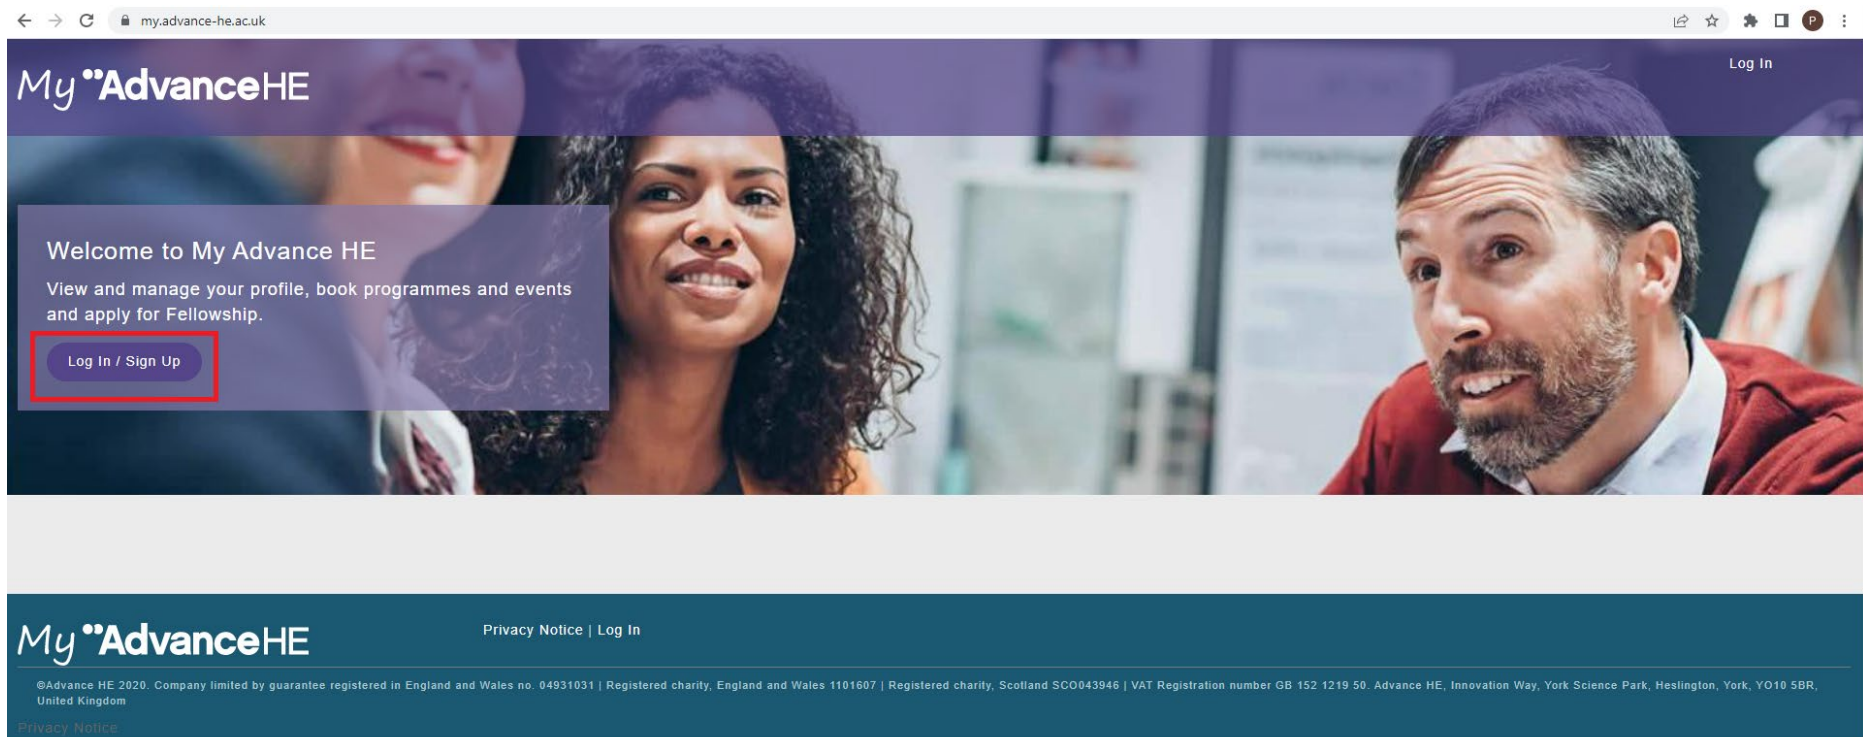 my.advance-he.ac.uk
P
My AdvanceHE
Log In
Welcome to My Advance HE
View and manage your profile, book programmes and events
and apply for Fellowship.
Log In / Sign Up
My AdvanceHE
Privacy Notice | Log In
©Advance HE 2020. Company limited by guarantee registered in England and Wales no. 04931031 | Registered charity, England and Wales 1101607 | Registered charity, Scotland SCO043946 | VAT Registration number GB 152 1219 50. Advance HE, Innovation Way, York Science Park, Heslington, York, YO10 5BR,
United Kingdom
Privacy Notice